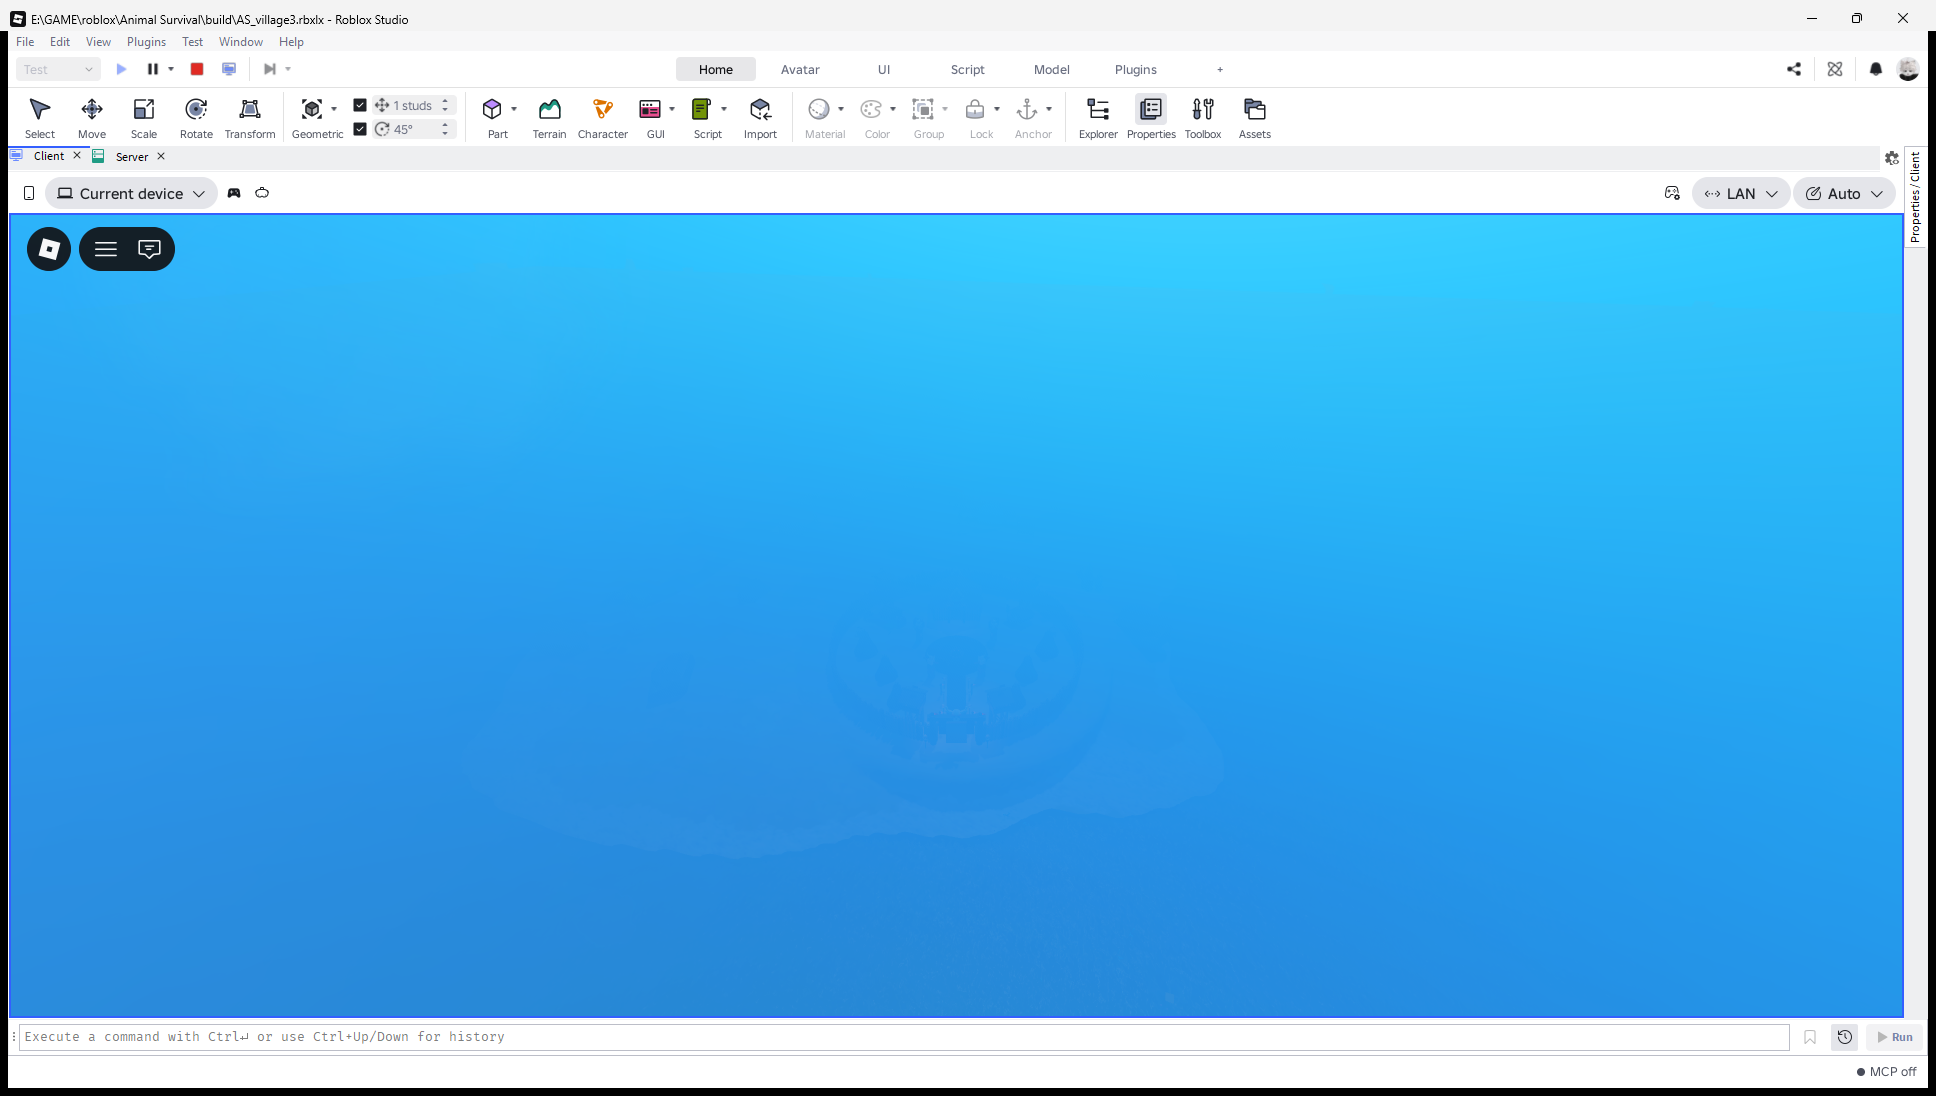 E:\GAME\roblox\Animal Survival\build\AS_village3.rbxlx - Roblox Studio
File Edit View Plugins Test Window Help
Test
Home Avatar UI Script Model Plugins +
1 studs
45°
Select Move Scale Rotate Transform Geometric Part Terrain Character GUI Script Import Material Color Group Lock Anchor Explorer Properties Toolbox Assets
Client Server
Properties / Client
Current device
LAN Auto
Execute a command with Ctrl↵ or use Ctrl+Up/Down for history
Run
MCP off